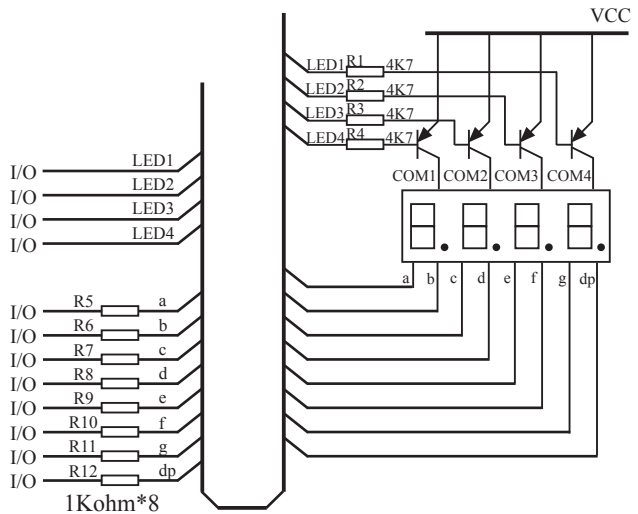 VCC
LED1 R1 4K7
LED2 R2 4K7
LED3 R3 4K7
LED4 R4 4K7
COM1 COM2 COM3 COM4
I/O LED1
I/O LED2
I/O LED3
I/O LED4
a b c d e f g dp
I/O R5 a
I/O R6 b
I/O R7 c
I/O R8 d
I/O R9 e
I/O R10 f
I/O R11 g
I/O R12 dp
1Kohm*8